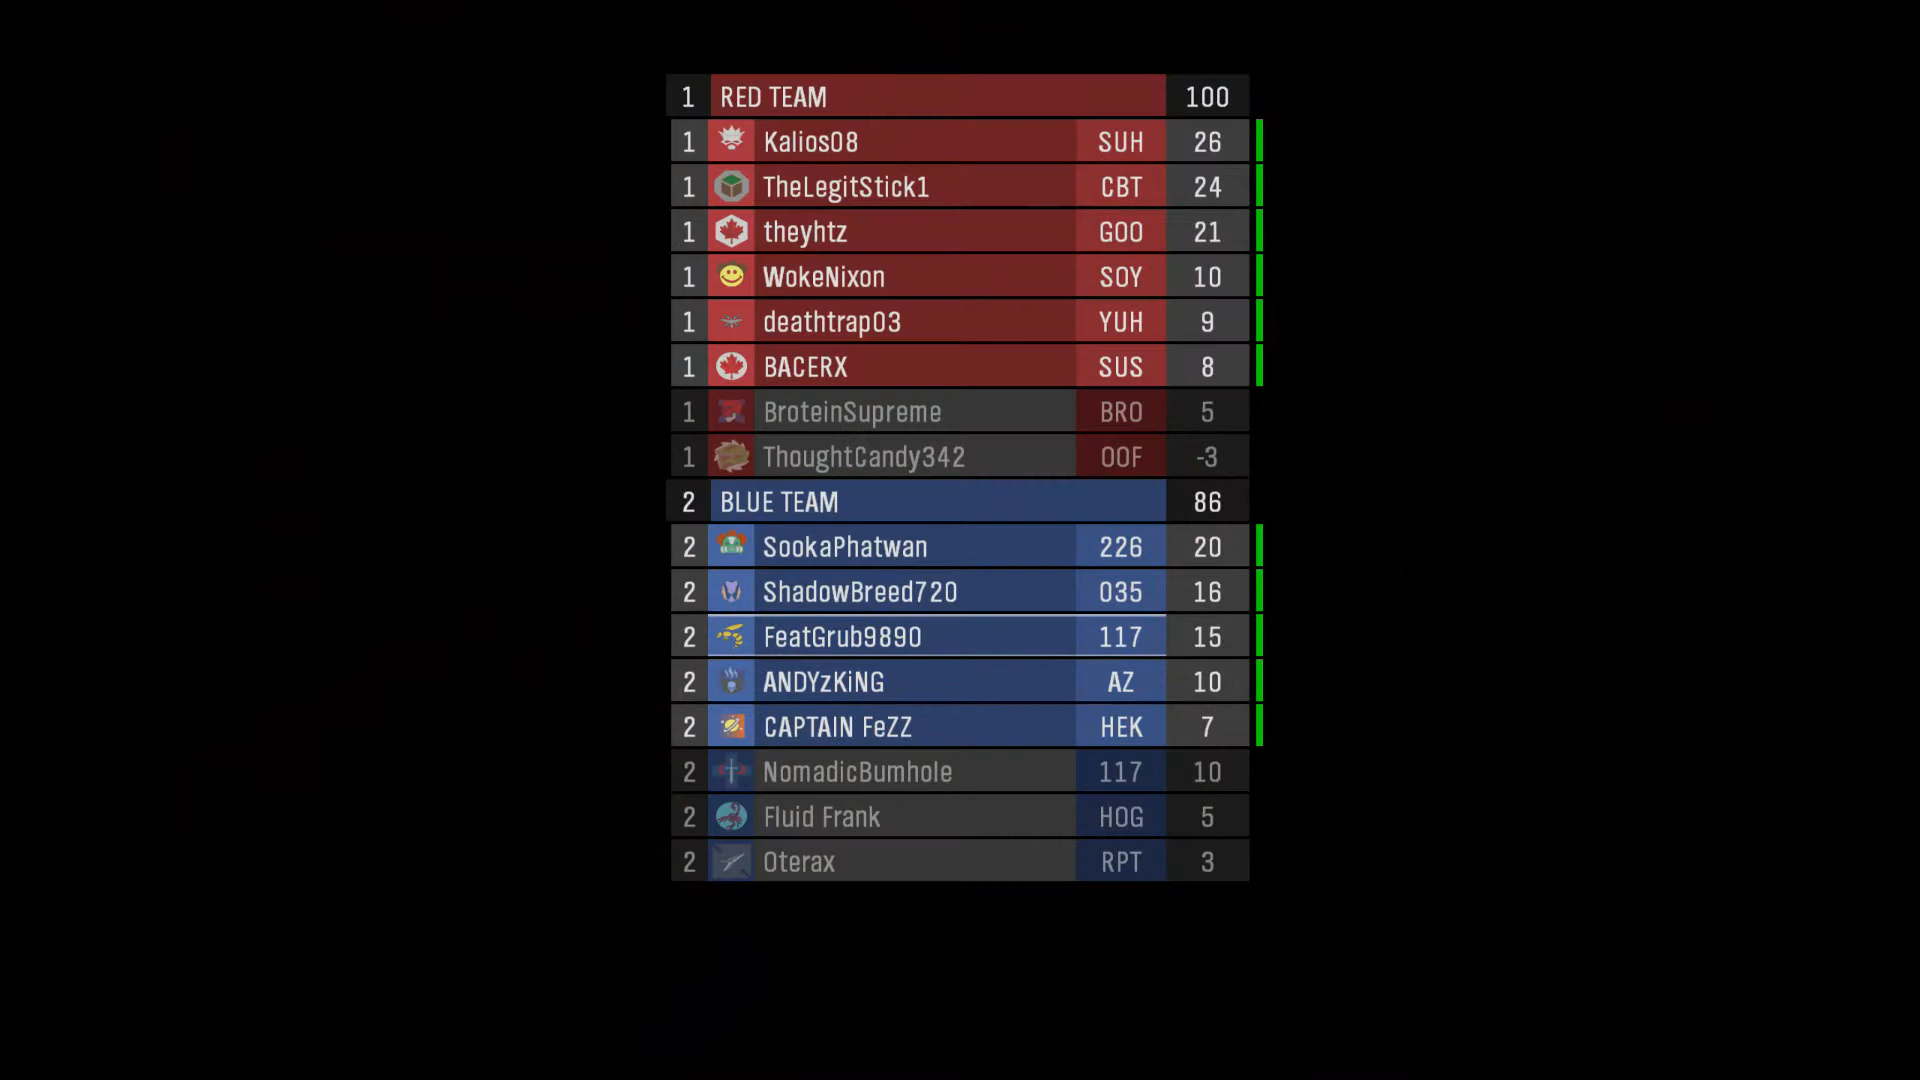 1 RED TEAM 100
1 Kalios08 SUH 26
1 TheLegitStick1 CBT 24
1 theyhtz GOO 21
1 WokeNixon SOY 10
1 deathtrap03 YUH 9
1 BACERX SUS 8
1 BroteinSupreme BRO 5
1 ThoughtCandy342 OOF -3
2 BLUE TEAM 86
2 SookaPhatwan 226 20
2 ShadowBreed720 035 16
2 FeatGrub9890 117 15
2 ANDYzKiNG AZ 10
2 CAPTAIN FeZZ HEK 7
2 NomadicBumhole 117 10
2 Fluid Frank HOG 5
2 Oterax RPT 3